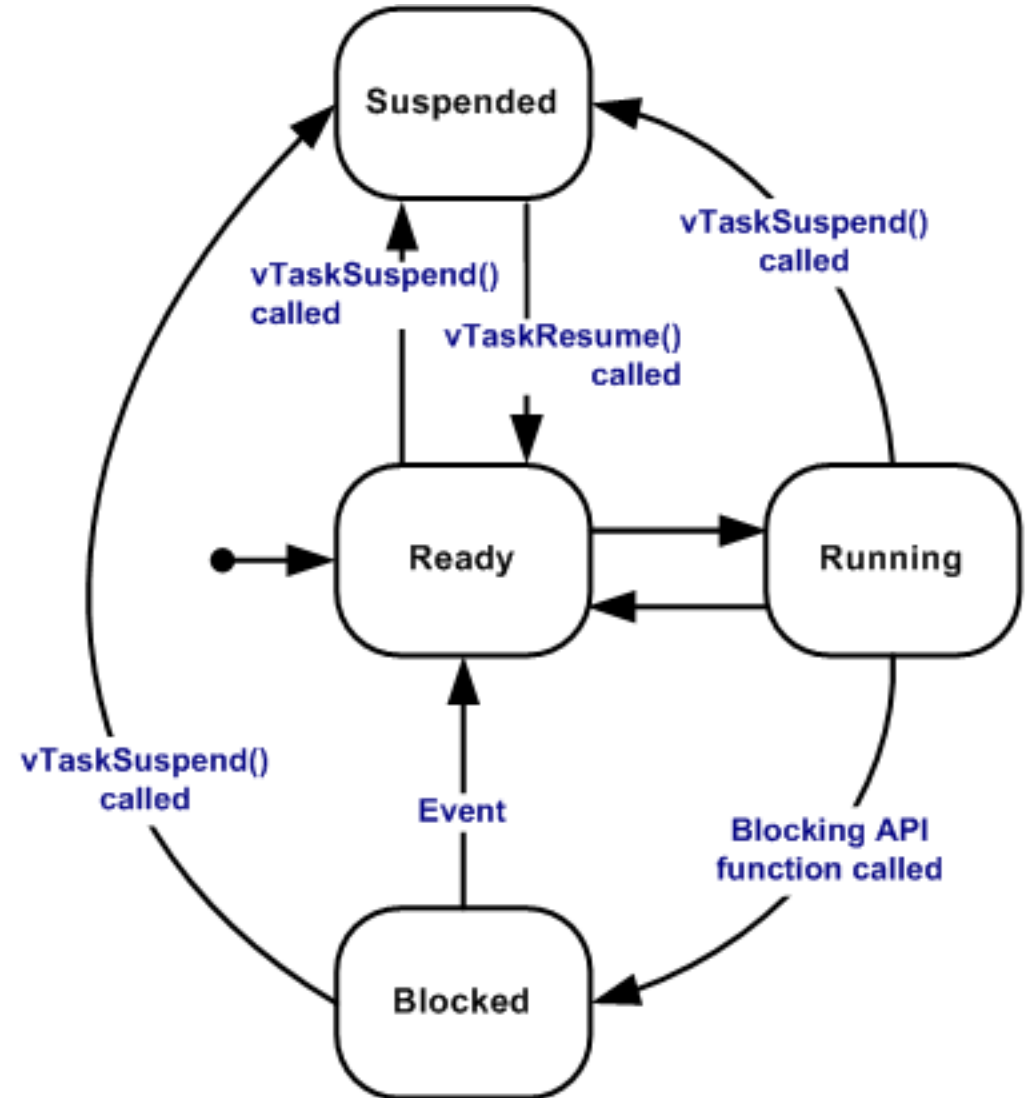 Suspended
vTaskSuspend()
called
vTaskSuspend()
called
vTaskResume()
called
Ready
Running
vTaskSuspend()
called
Event
Blocking API
function called
Blocked